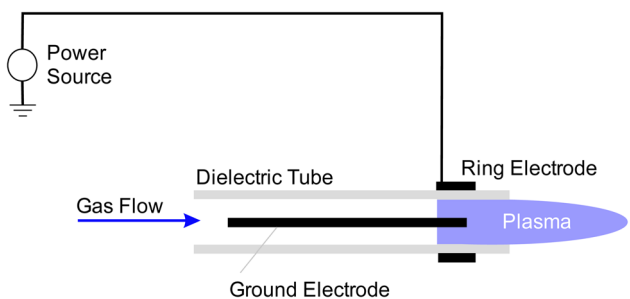 Power
Source
Dielectric Tube
Ring Electrode
Gas Flow
Plasma
Ground Electrode